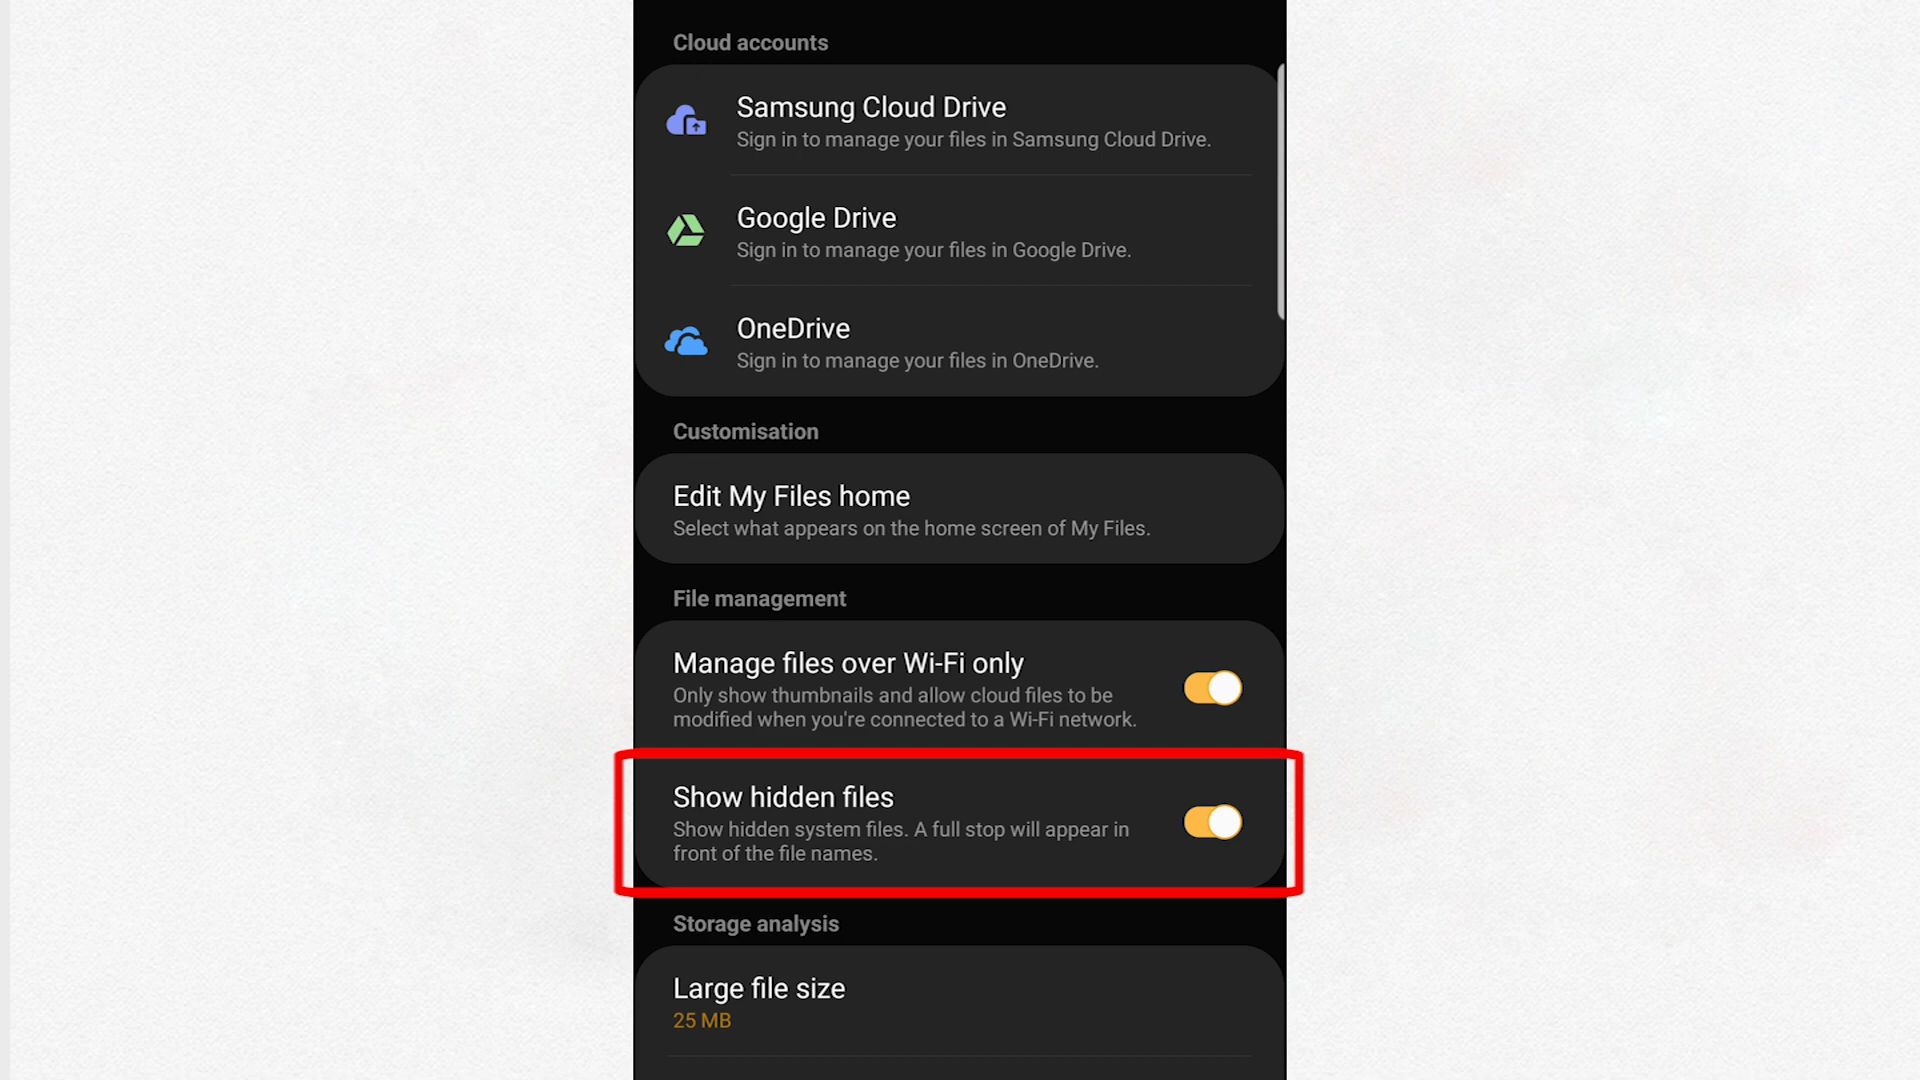 Cloud accounts
Samsung Cloud Drive
Sign in to manage your files in Samsung Cloud Drive.
Google Drive
Sign in to manage your files in Google Drive.
OneDrive
Sign in to manage your files in OneDrive.
Customisation
Edit My Files home
Select what appears on the home screen of My Files.
File management
Manage files over Wi-Fi only
Only show thumbnails and allow cloud files to be
modified when you're connected to a Wi-Fi network.
Show hidden files
Show hidden system files. A full stop will appear in
front of the file names.
Storage analysis
Large file size
25 MB